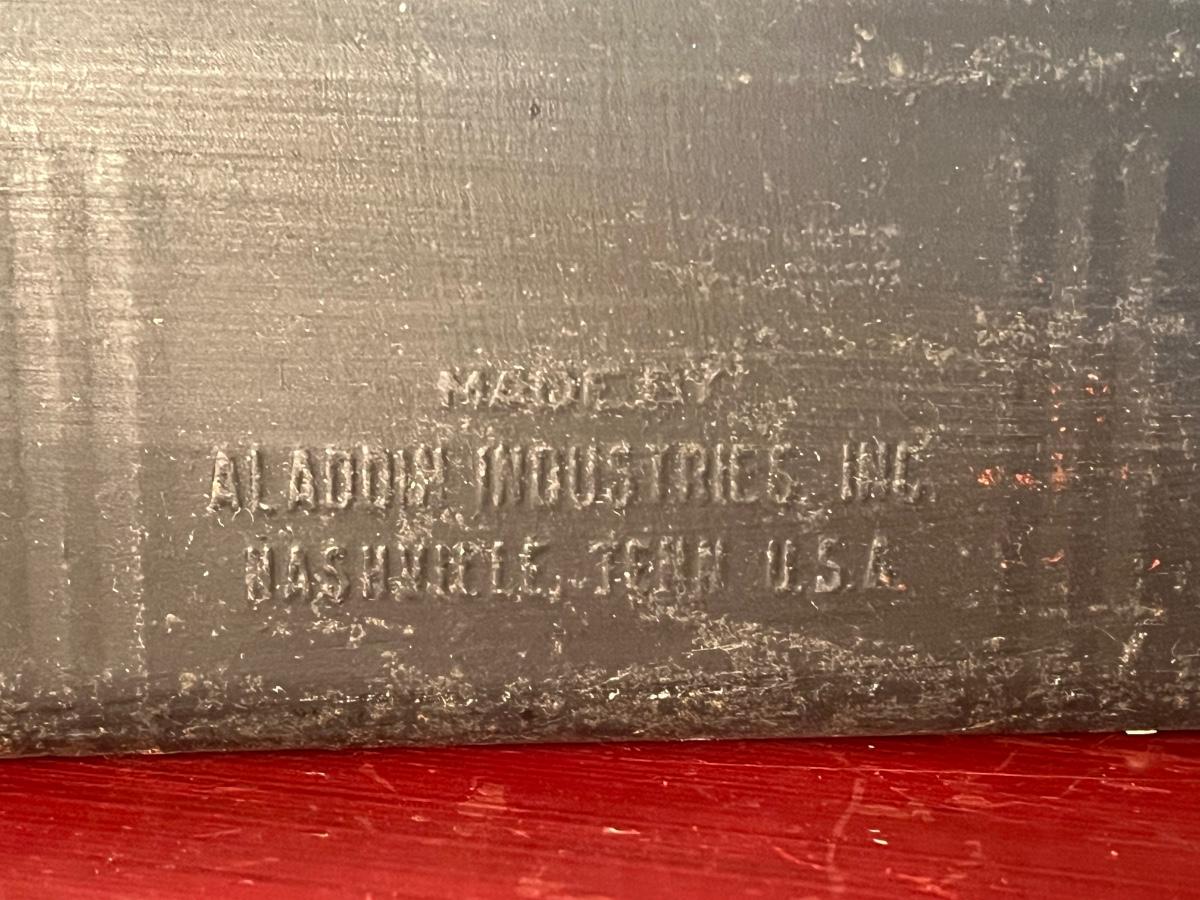 MADE BY
ALADDIN INDUSTRIES, INC.
NASHVILLE, TENN U.S.A.